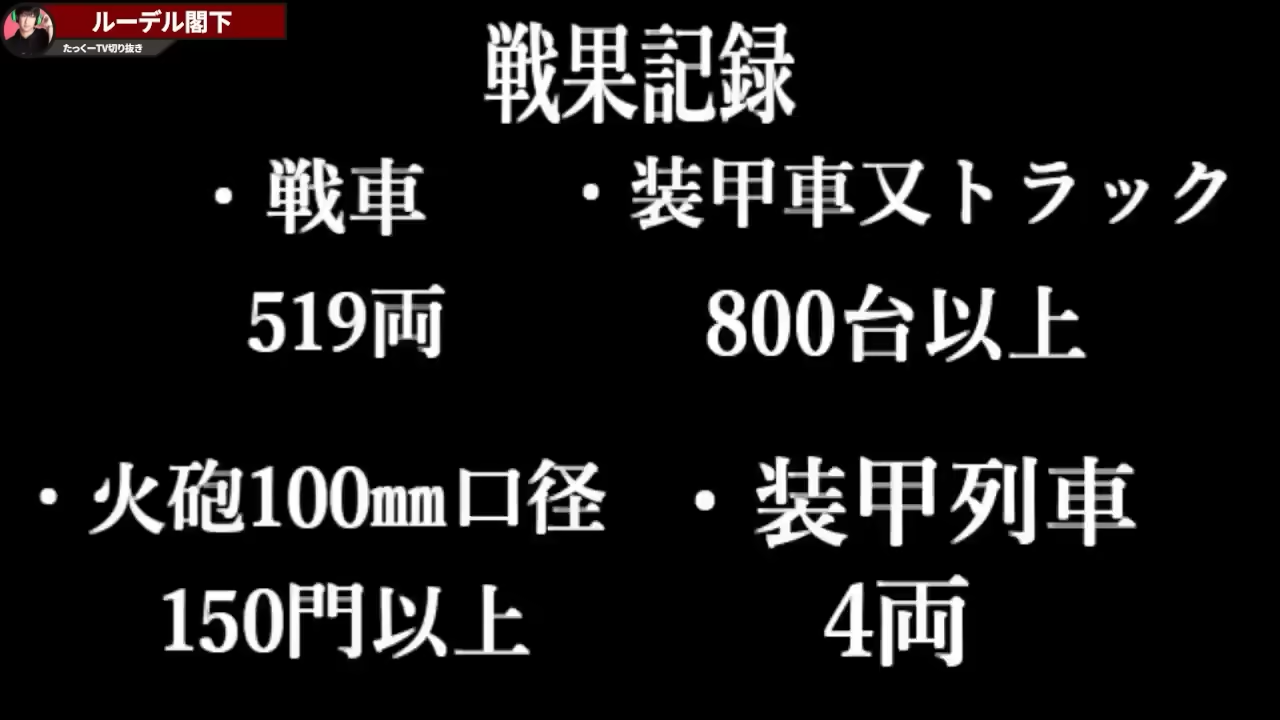 ルーデル閣下
たっくーTV切り抜き
戦果記録
・戦車
・装甲車又トラック
519両
800台以上
・火砲100mm口径
・装甲列車
150門以上
4両